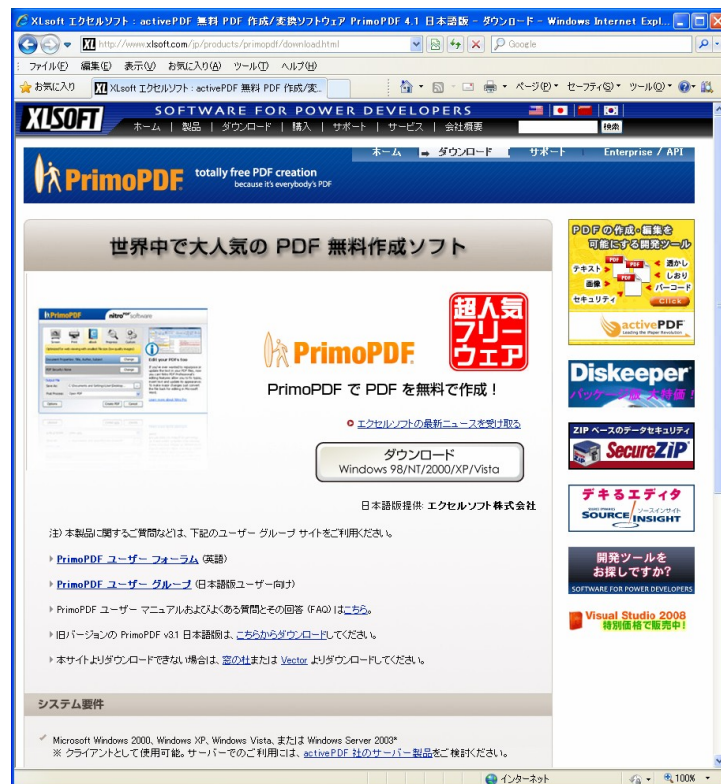 XLsoft エクセルソフト : activePDF 無料 PDF 作成/変換ソフトウェア PrimoPDF 4.1 日本語版 - ダウンロード - Windows Internet Expl...
http://www.xlsoft.com/jp/products/primopdf/download.html
Google
ファイル(F) 編集(E) 表示(V) お気に入り(A) ツール(T) ヘルプ(H)
お気に入り XLsoft エクセルソフト : activePDF 無料 PDF 作成/変... ページ(P) セーフティ(S) ツール(O)
XLSOFT SOFTWARE FOR POWER DEVELOPERS
ホーム | 製品 | ダウンロード | 購入 | サポート | サービス | 会社概要 検索
ホーム ダウンロード サポート Enterprise / API
PrimoPDF totally free PDF creation
because it's everybody's PDF
世界中で大人気の PDF 無料作成ソフト
PrimoPDF nitro PDF software
Edit your PDF's too
超人気
フリー
ウェア
PrimoPDF
PrimoPDF で PDF を無料で作成！
エクセルソフトの最新ニュースを受け取る
ダウンロード
Windows 98/NT/2000/XP/Vista
日本語版提供: エクセルソフト株式会社
注) 本製品に関するご質問などは、下記のユーザー グループ サイトをご利用ください。
PrimoPDF ユーザー フォーラム (英語)
PrimoPDF ユーザー グループ (日本語版ユーザー向け)
PrimoPDF ユーザー マニュアルおよびよくある質問とその回答 (FAQ) はこちら。
旧バージョンの PrimoPDF v3.1 日本語版は、こちらからダウンロードしてください。
本サイトよりダウンロードできない場合は、窓の杜または Vector よりダウンロードしてください。
システム要件
Microsoft Windows 2000、Windows XP、Windows Vista、または Windows Server 2003*
※ クライアントとして使用可能。サーバーでのご利用には、activePDF 社のサーバー製品をご検討ください。
PDFの作成・編集を
可能にする開発ツール
テキスト
画像
セキュリティ
PDF
PDF
PDF
透かし
しおり
バーコード
Click
activePDF
Leading the Paper Revolution
Diskeeper
パッケージ版 大特価！
ZIP ベースのデータセキュリティ
SecureZIP
デキるエディタ
ソースインサイト
SOURCE INSIGHT
開発ツールを
お探しですか?
SOFTWARE FOR POWER DEVELOPERS
Visual Studio 2008
特別価格で販売中!
インターネット 100%